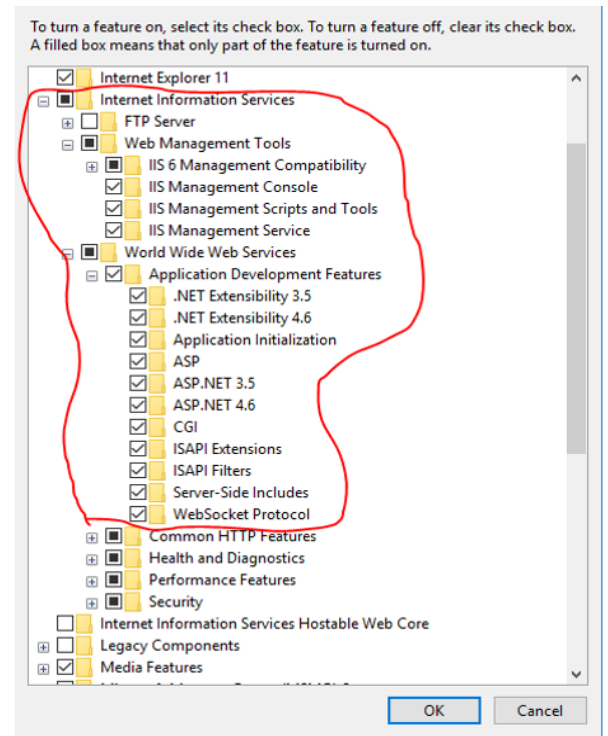 To turn a feature on, select its check box. To turn a feature off, clear its check box.
A filled box means that only part of the feature is turned on.
Internet Explorer 11
Internet Information Services
FTP Server
Web Management Tools
IIS 6 Management Compatibility
IIS Management Console
IIS Management Scripts and Tools
IIS Management Service
World Wide Web Services
Application Development Features
.NET Extensibility 3.5
.NET Extensibility 4.6
Application Initialization
ASP
ASP.NET 3.5
ASP.NET 4.6
CGI
ISAPI Extensions
ISAPI Filters
Server-Side Includes
WebSocket Protocol
Common HTTP Features
Health and Diagnostics
Performance Features
Security
Internet Information Services Hostable Web Core
Legacy Components
Media Features
OK Cancel